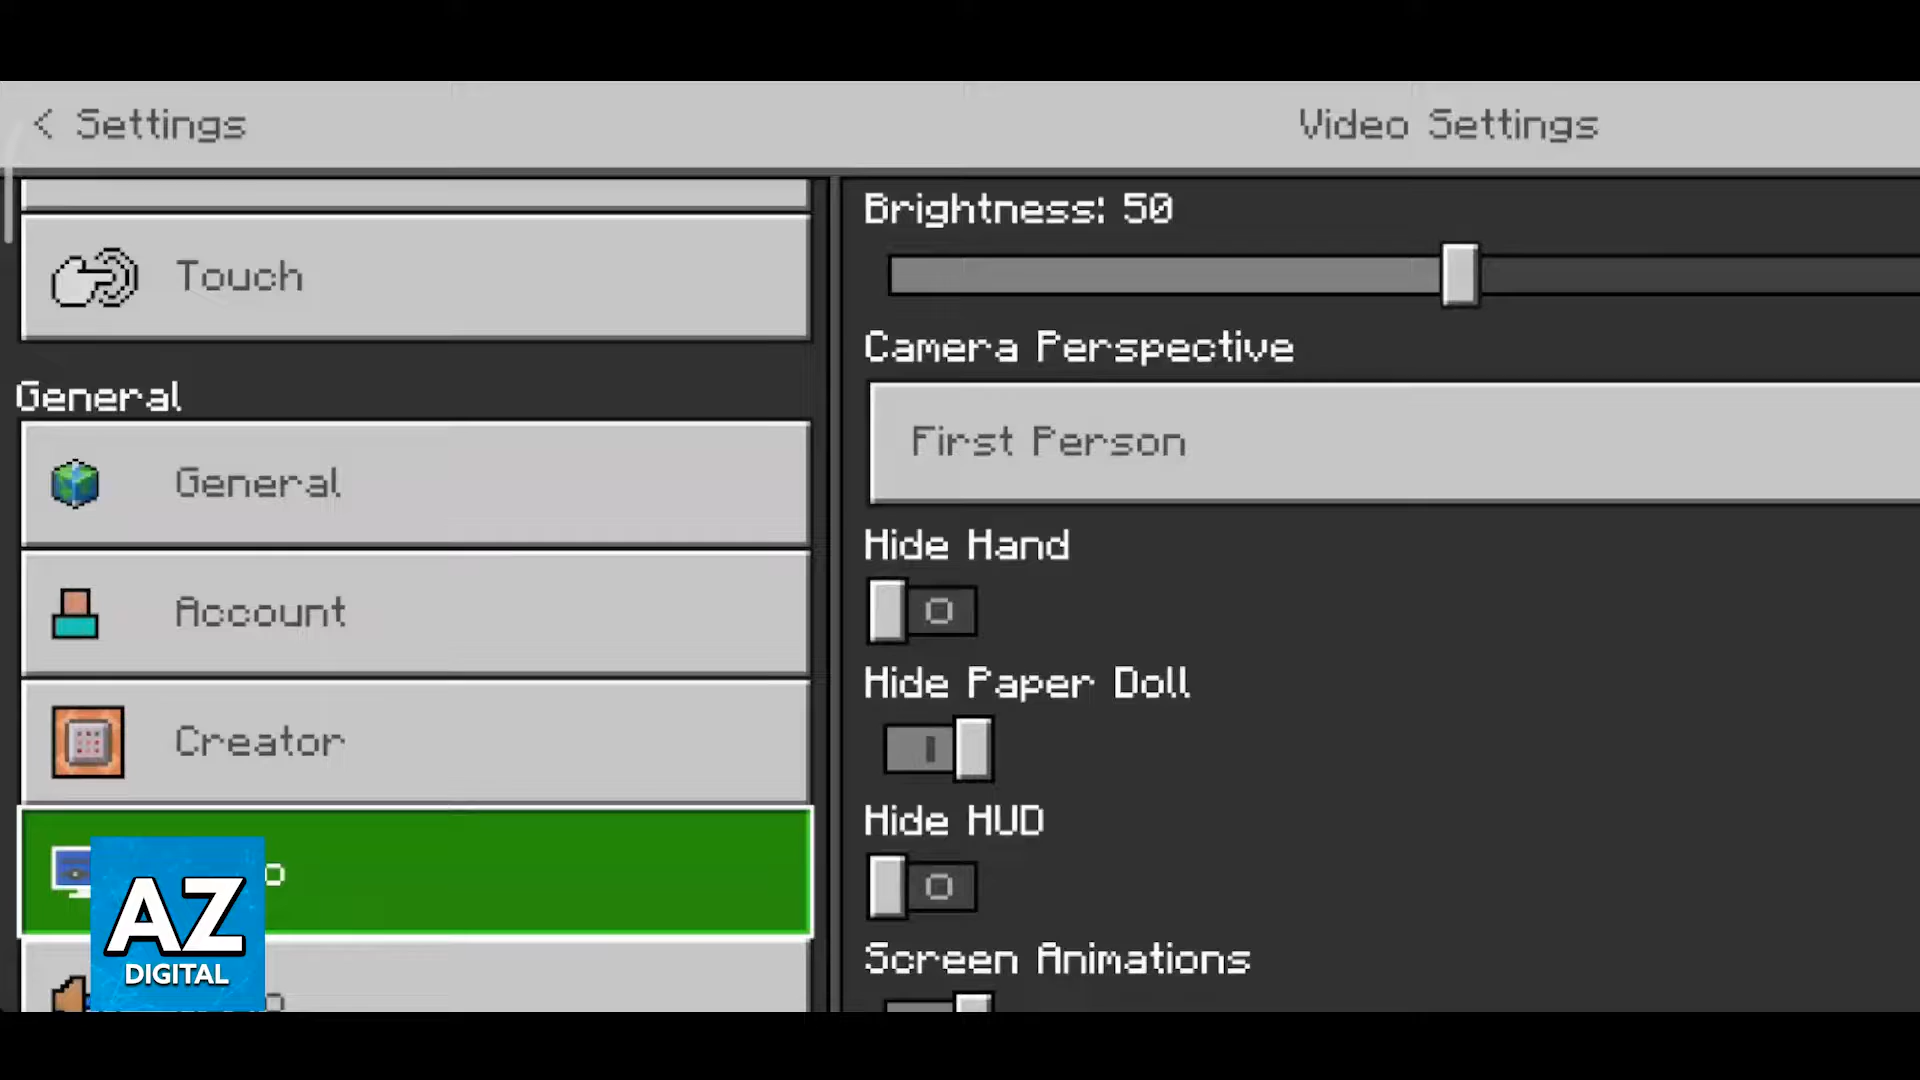 < Settings
Video Settings
Touch
General
General
Account
Creator
Brightness: 50
Camera Perspective
First Person
Hide Hand
Hide Paper Doll
Hide HUD
Screen Animations
AZ
DIGITAL